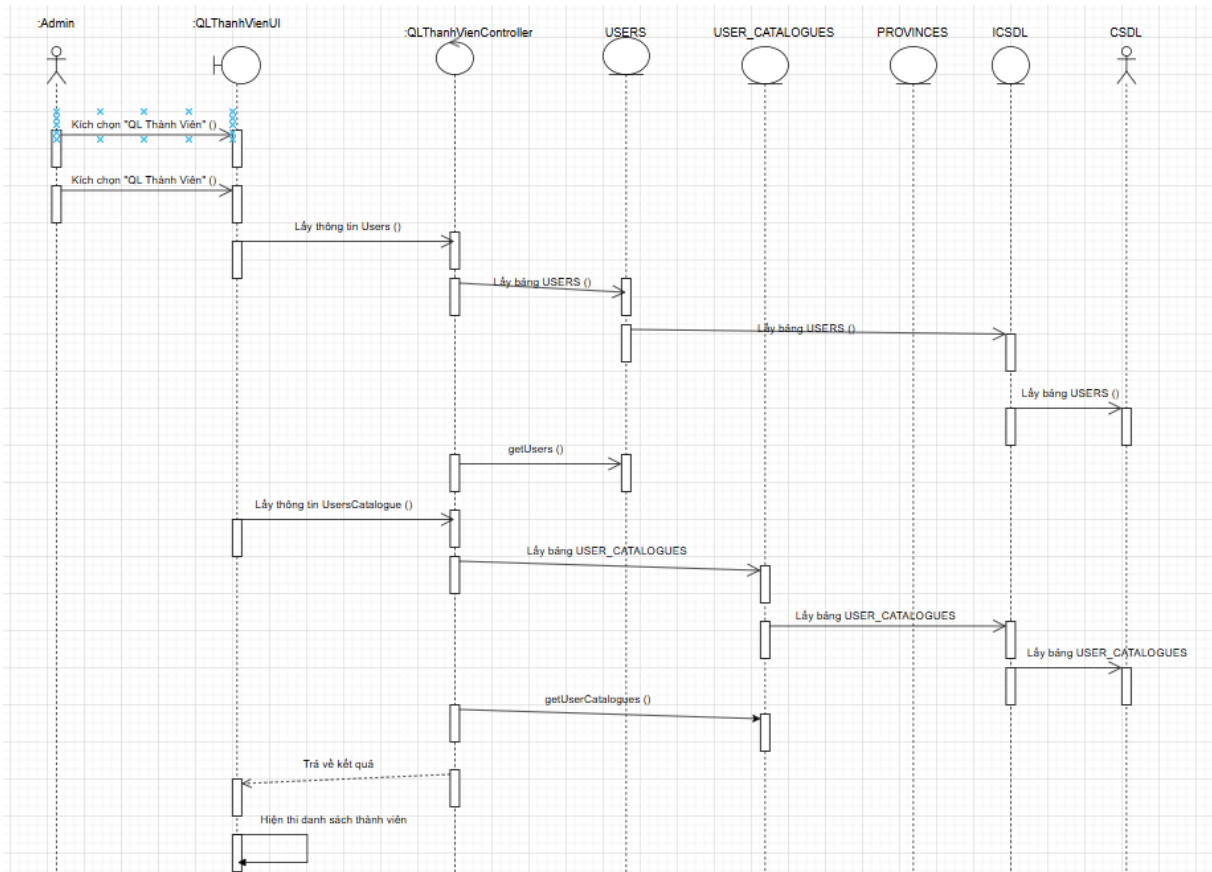 :Admin
:QLThanhVienUI
:QLThanhVienController
USERS
USER_CATALOGUES
PROVINCES
ICSDL
CSDL
Kích chọn "QL Thành Viên" ()
Kích chọn "QL Thành Viên" ()
Lấy thông tin Users ()
Lấy bảng USERS ()
Lấy bảng USERS ()
Lấy bảng USERS ()
getUsers ()
Lấy thông tin UsersCatalogue ()
Lấy bảng USER_CATALOGUES
Lấy bảng USER_CATALOGUES
Lấy bảng USER_CATALOGUES
getUserCatalogues ()
Trả về kết quả
Hiện thi danh sách thành viên